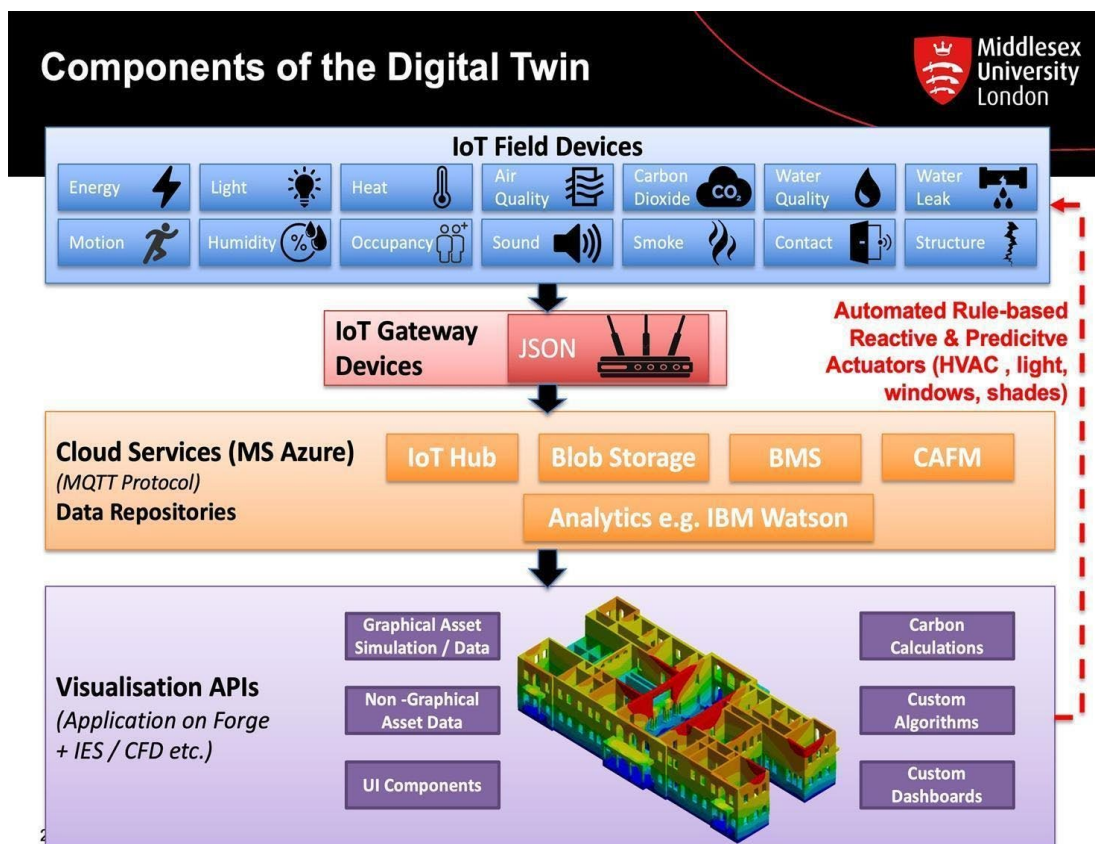 Components of the Digital Twin
Middlesex
University
London
IoT Field Devices
Energy
Light
Heat
Air
Quality
Carbon
Dioxide
CO₂
Water
Quality
Water
Leak
Motion
Humidity
%
Occupancy
Sound
Smoke
Contact
Structure
IoT Gateway
Devices
JSON
Automated Rule-based
Reactive & Predicitve
Actuators (HVAC , light,
windows, shades)
Cloud Services (MS Azure)
(MQTT Protocol)
Data Repositories
IoT Hub
Blob Storage
BMS
CAFM
Analytics e.g. IBM Watson
Visualisation APIs
(Application on Forge
+ IES / CFD etc.)
Graphical Asset
Simulation / Data
Non -Graphical
Asset Data
UI Components
Carbon
Calculations
Custom
Algorithms
Custom
Dashboards